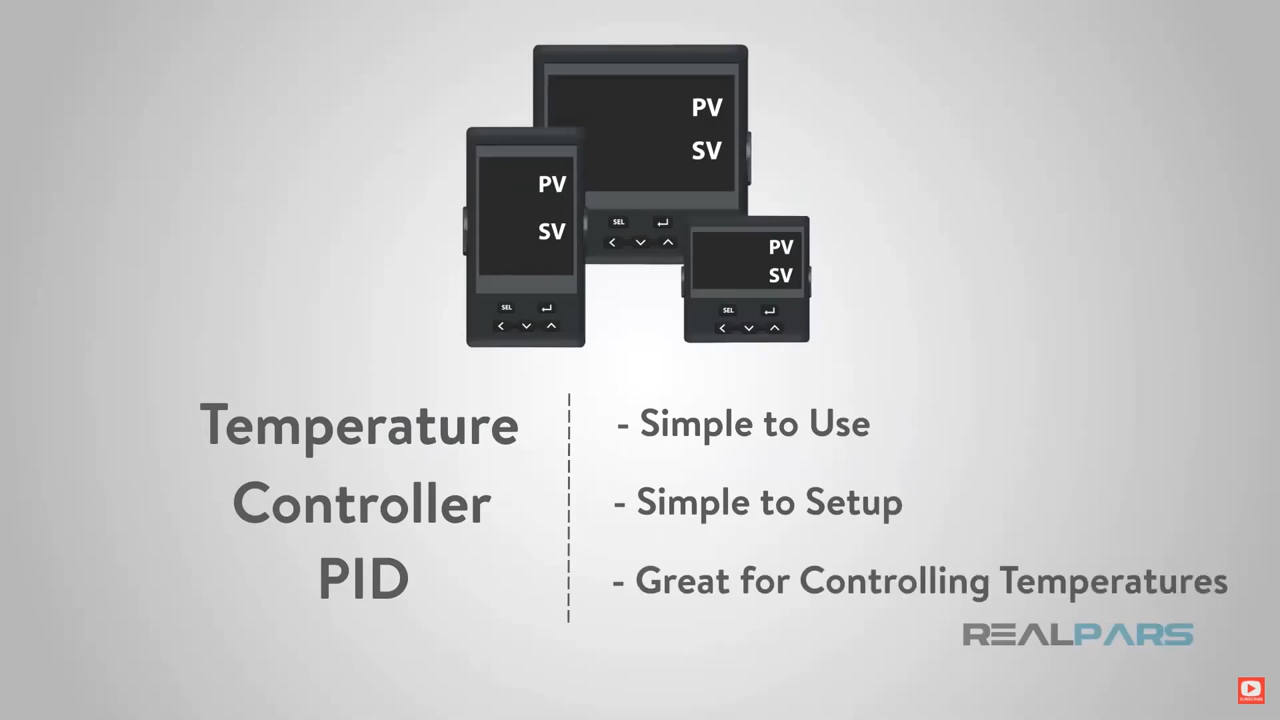 PV
SV
PV
SV
SEL
PV
SV
SEL
SEL
Temperature
Controller
PID
- Simple to Use
- Simple to Setup
- Great for Controlling Temperatures
REALPARS
SUBSCRIBE